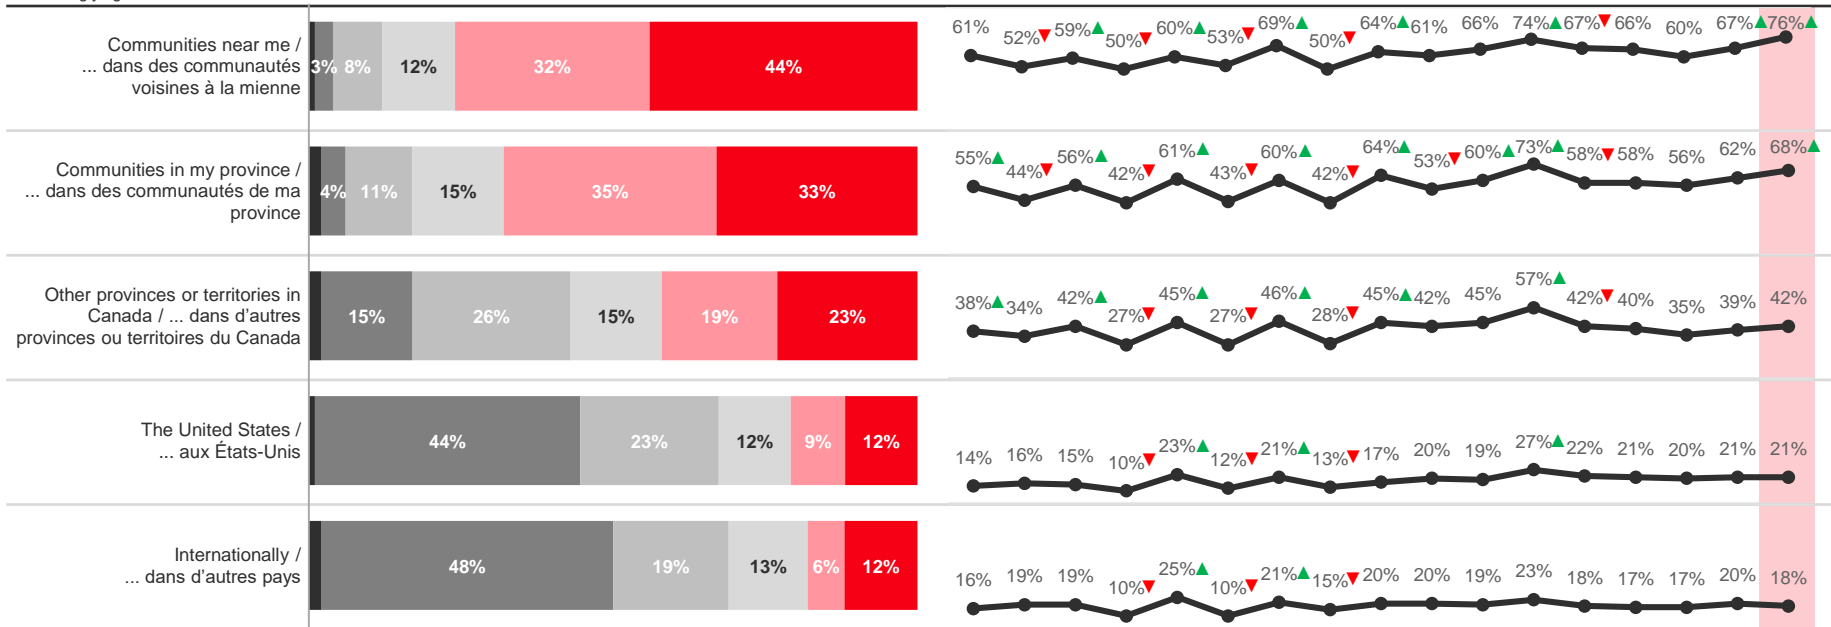 Communities near me /
... dans des communautés
voisines à la mienne
3% 8% 12% 32% 44%
61% 52% 59% 50% 60% 53% 69% 50% 64% 61% 66% 74% 67% 66% 60% 67% 76%
Communities in my province /
... dans des communautés de ma
province
4% 11% 15% 35% 33%
55% 44% 56% 42% 61% 43% 60% 42% 64% 53% 60% 73% 58% 58% 56% 62% 68%
Other provinces or territories in
Canada / ... dans d'autres
provinces ou territoires du Canada
15% 26% 15% 19% 23%
38% 34% 42% 27% 45% 27% 46% 28% 45% 42% 45% 57% 42% 40% 35% 39% 42%
The United States /
... aux États-Unis
44% 23% 12% 9% 12%
14% 16% 15% 10% 23% 12% 21% 13% 17% 20% 19% 27% 22% 21% 20% 21% 21%
Internationally /
... dans d'autres pays
48% 19% 13% 6% 12%
16% 19% 19% 10% 25% 10% 21% 15% 20% 20% 19% 23% 18% 17% 17% 20% 18%